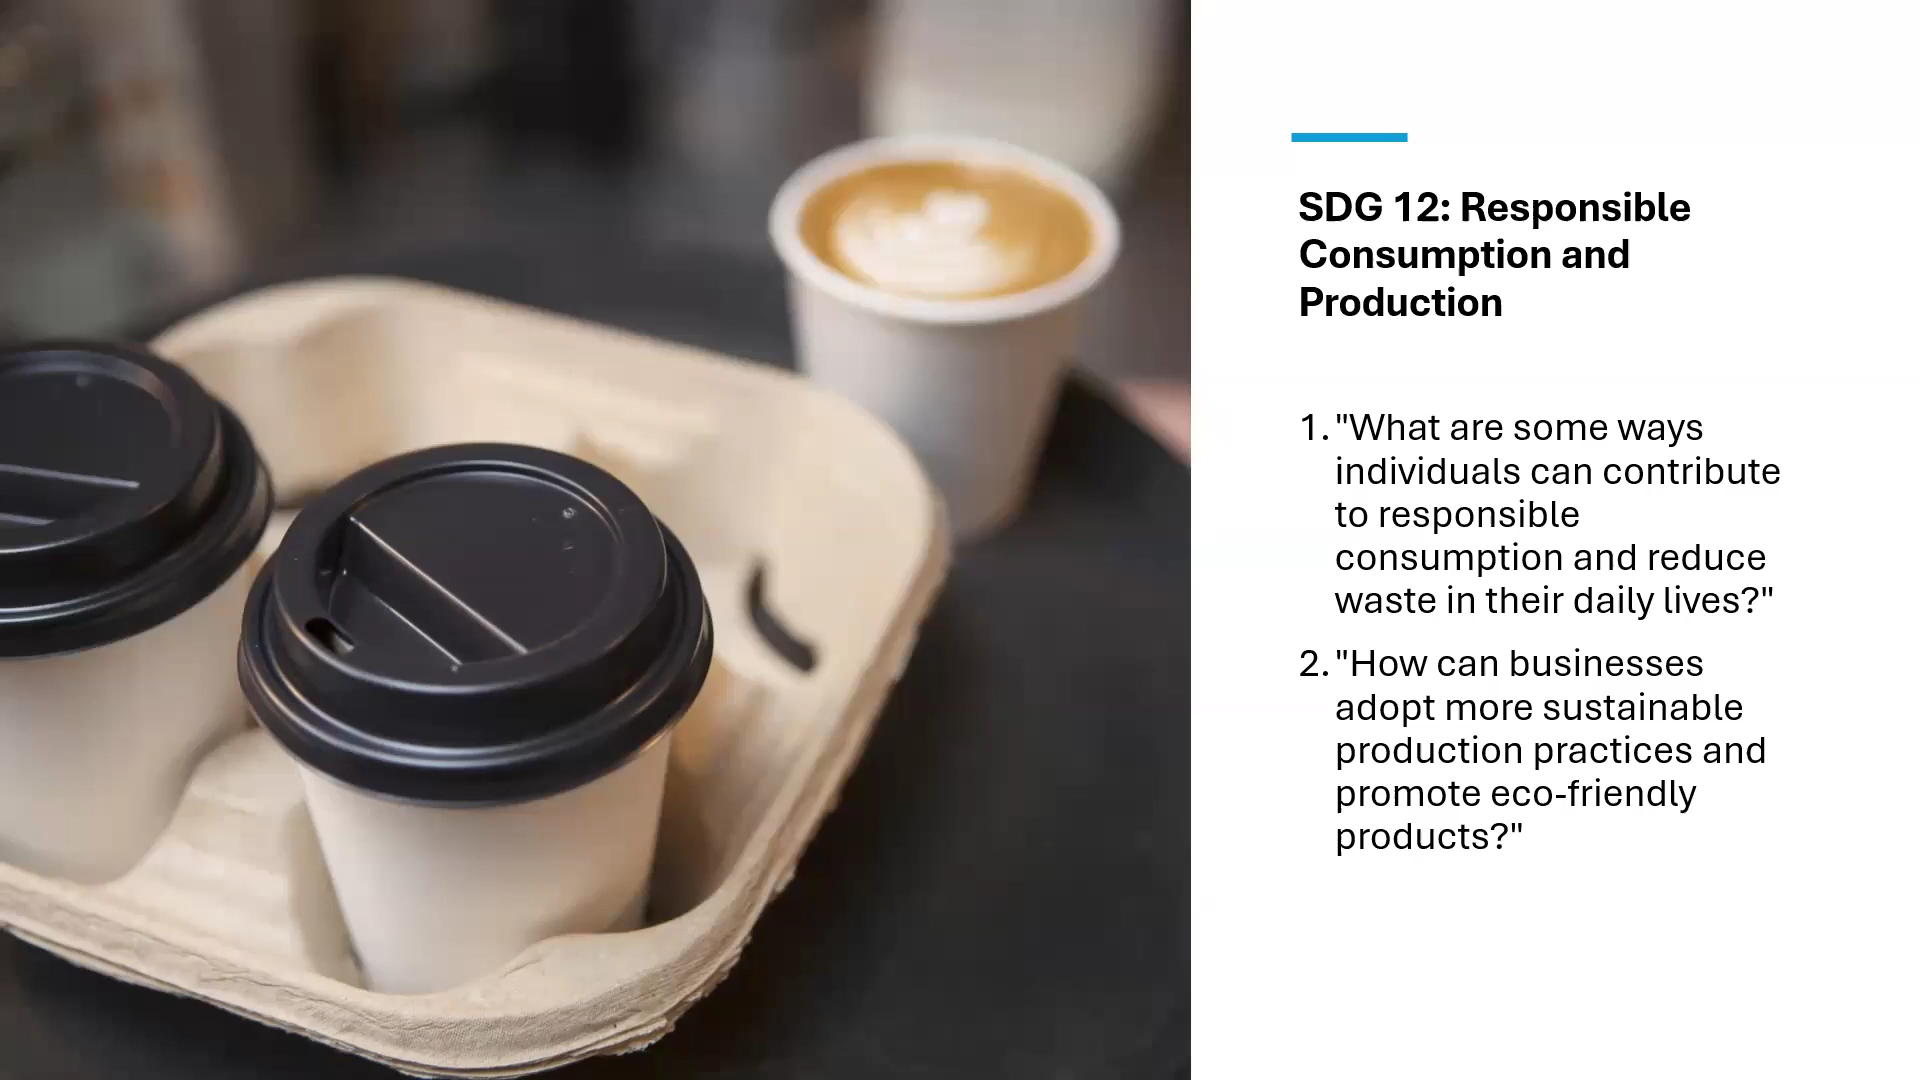 SDG 12: Responsible
Consumption and
Production
1. "What are some ways
individuals can contribute
to responsible
consumption and reduce
waste in their daily lives?"
2. "How can businesses
adopt more sustainable
production practices and
promote eco-friendly
products?"